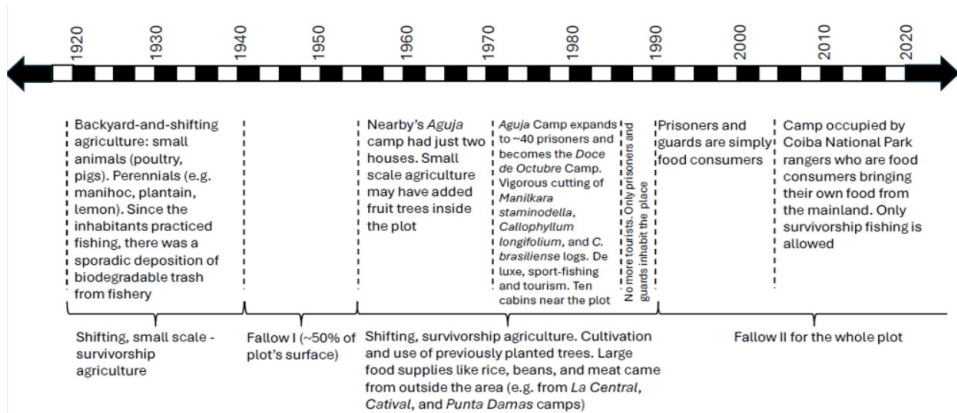 1920
1930
1940
1950
1960
1970
1980
1990
2000
2010
2020
Backyard-and-shifting
agriculture: small
animals (poultry,
pigs). Perennials (e.g.
manihoc, plantain,
lemon). Since the
inhabitants practiced
fishing, there was a
sporadic deposition of
biodegradable trash
from fishery
Nearby's Aguja
camp had just two
houses. Small
scale agriculture
may have added
fruit trees inside
the plot
Aguja Camp expands
to ~40 prisoners and
becomes the Doce
de Octubre Camp.
Vigorous cutting of
Manilkara
staminodella,
Callophyllum
longifolium, and C.
brasiliense logs. De
luxe, sport-fishing
and tourism. Ten
cabins near the plot
No more tourists. Only prisoners and
guards inhabit the place
Prisoners and
guards are simply
food consumers
Camp occupied by
Coiba National Park
rangers who are food
consumers bringing
their own food from
the mainland. Only
survivorship fishing is
allowed
Shifting, small scale -
survivorship
agriculture
Fallow I (~50% of
plot's surface)
Shifting, survivorship agriculture. Cultivation
and use of previously planted trees. Large
food supplies like rice, beans, and meat came
from outside the area (e.g. from La Central,
Catival, and Punta Damas camps)
Fallow II for the whole plot